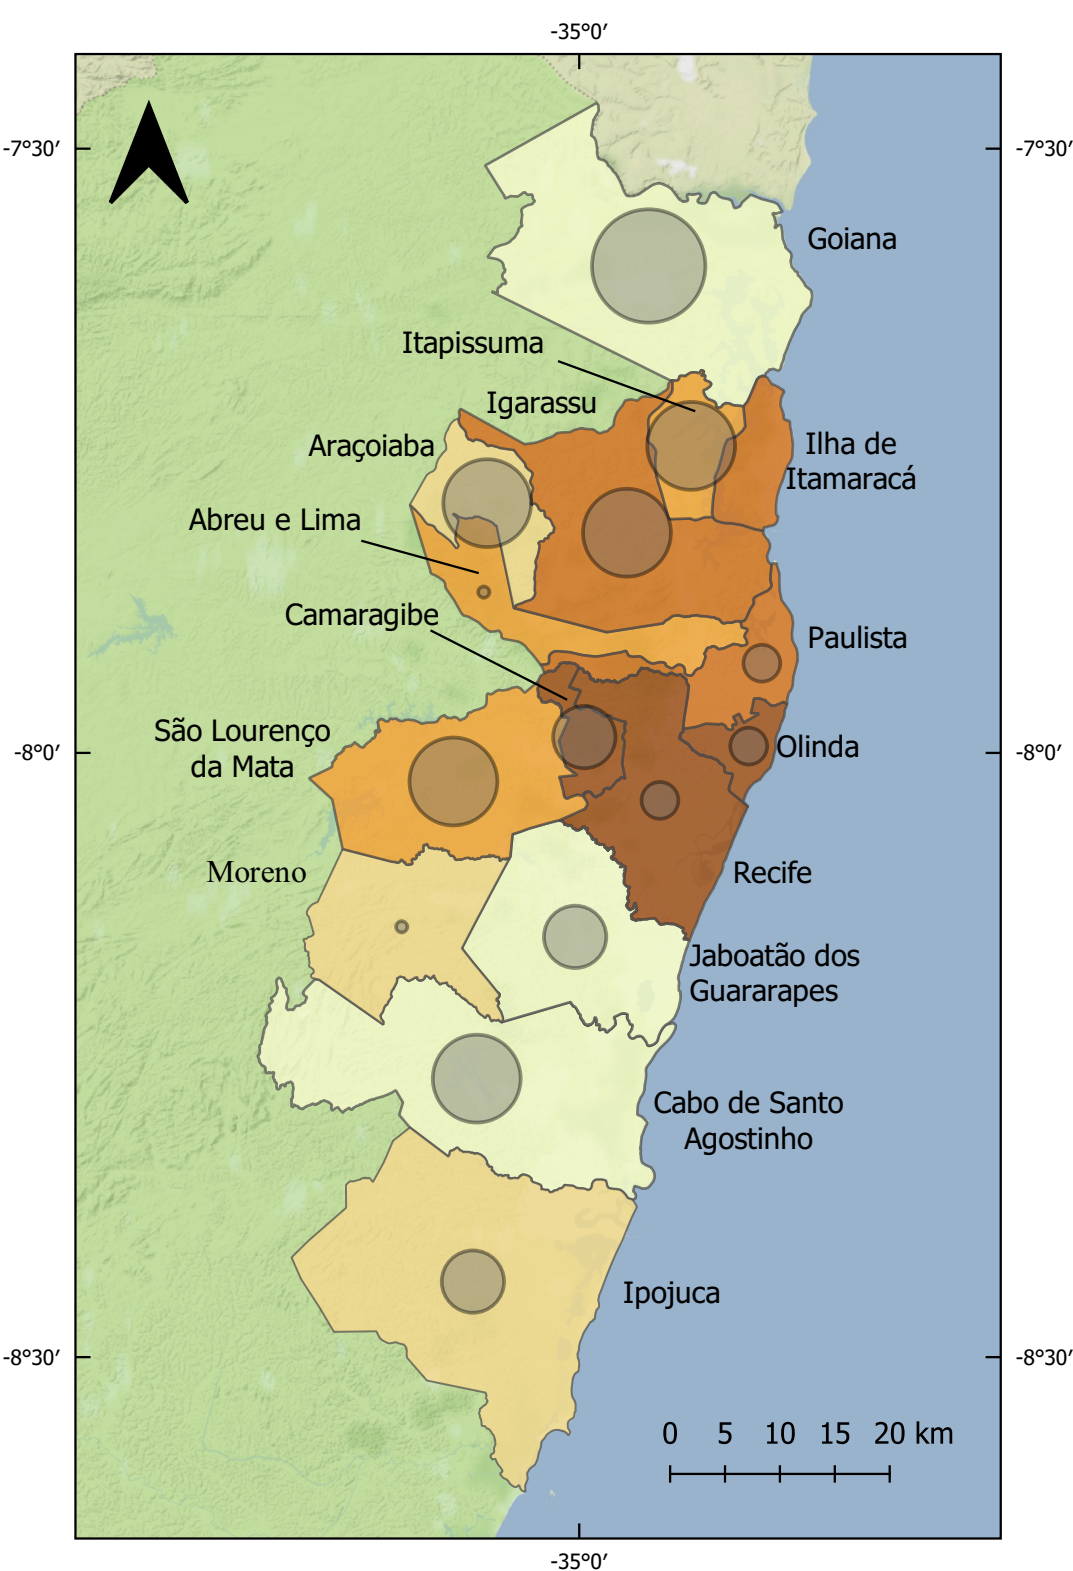 -35°0′
-7°30′
-7°30′
Goiana
Itapissuma
Igarassu
Araçoiaba
Ilha de
Itamaracá
Abreu e Lima
Camaragibe
Paulista
São Lourenço
da Mata
-8°0′
Olinda
-8°0′
Moreno
Recife
Jaboatão dos
Guararapes
Cabo de Santo
Agostinho
Ipojuca
-8°30′
-8°30′
0 5 10 15 20 km
-35°0′